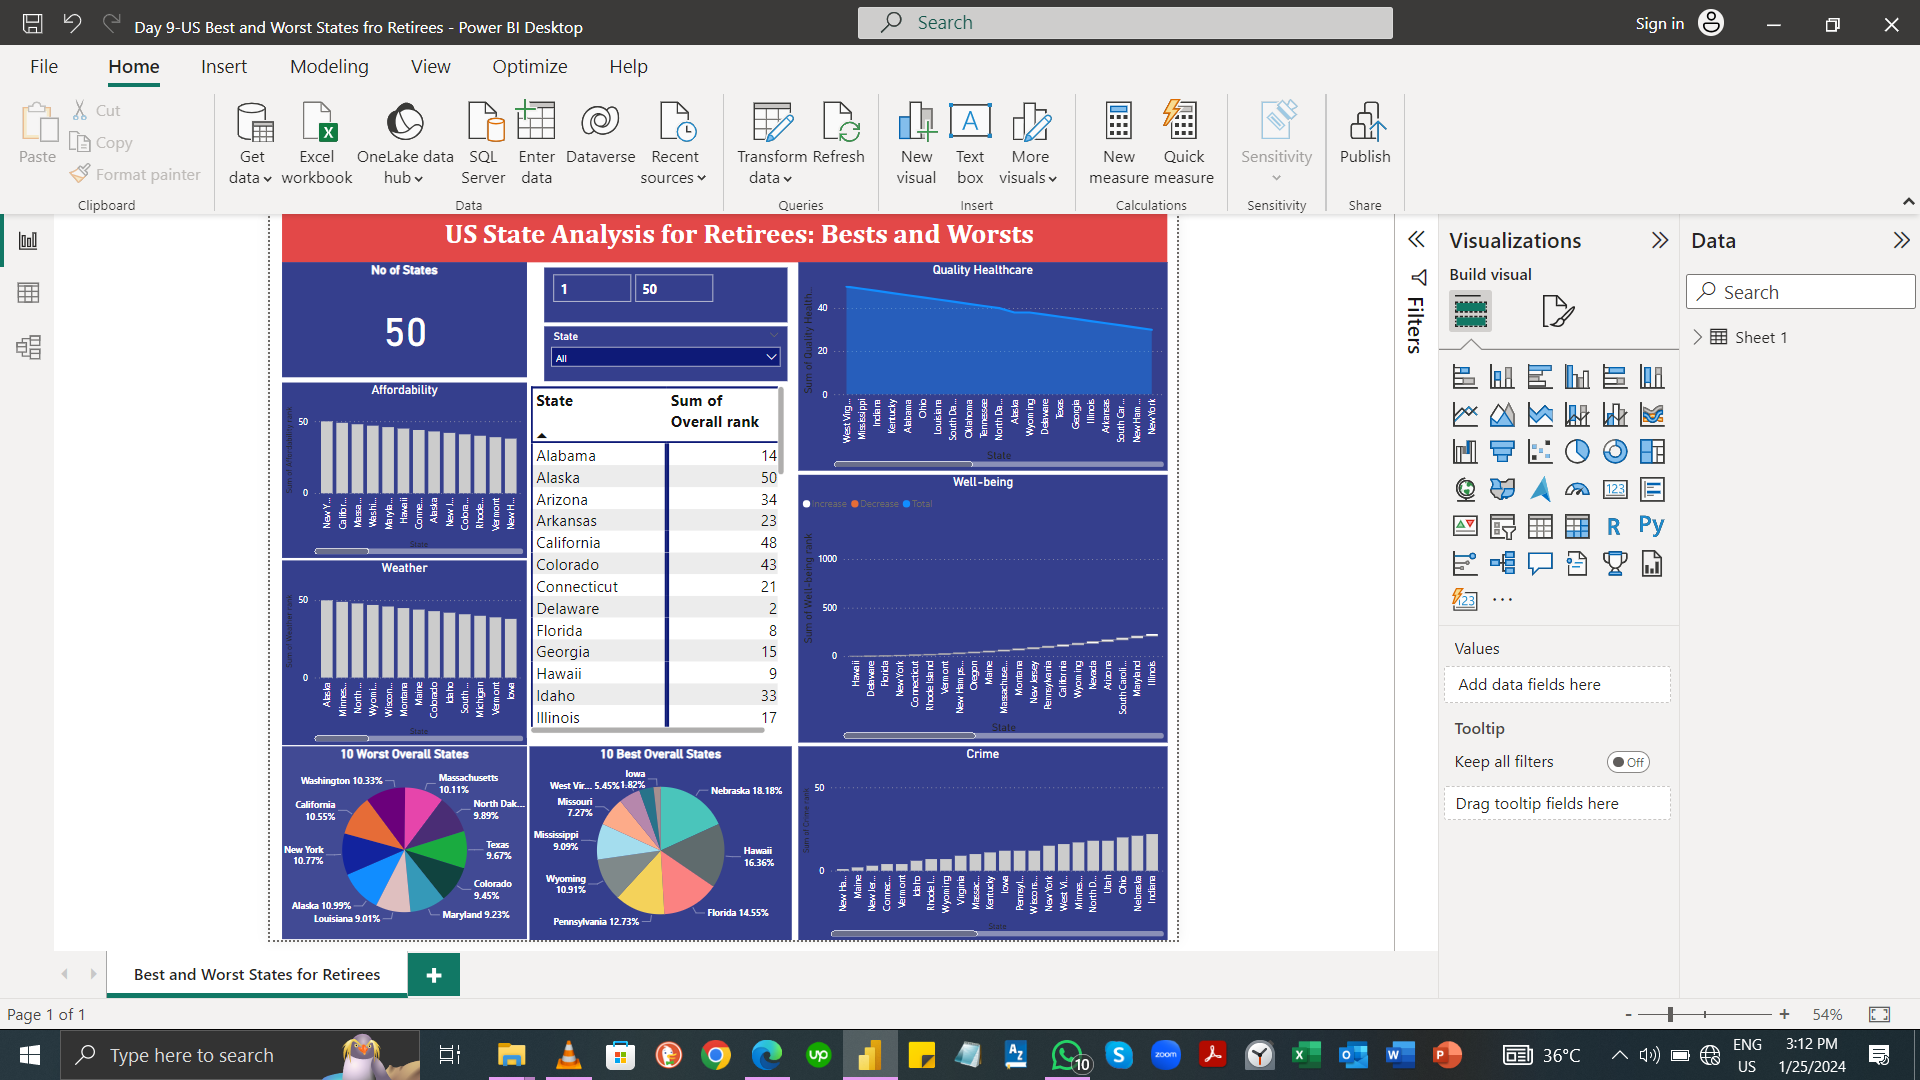 Day 9-US Best and Worst States fro Retirees - Power BI Desktop
Search
Sign in
File Home Insert Modeling View Optimize Help
Paste
Cut
Copy
Format painter
Clipboard
Get data
Excel workbook
OneLake data hub
SQL Server
Enter data
Dataverse
Recent sources
Data
Transform data
Refresh
Queries
New visual
Text box
More visuals
Insert
New measure
Quick measure
Calculations
Sensitivity
Sensitivity
Publish
Share
US State Analysis for Retirees: Bests and Worsts
No of States
50
1 50
State
All
Affordability
Sum of Affordability rank
50
0
New Y...
Califor...
Massa...
Washi...
Maryla...
Hawaii
Conne...
Alaska
New J...
Colora...
Rhode...
Vermont
New H...
State
Weather
Sum of Weather rank
50
0
Alaska
Minnes...
North ...
Wyomi...
Wiscon...
Montana
Maine
Colorado
Idaho
South ...
Michigan
Vermont
Iowa
State
State Sum of Overall rank
Alabama 14
Alaska 50
Arizona 34
Arkansas 23
California 48
Colorado 43
Connecticut 21
Delaware 2
Florida 8
Georgia 15
Hawaii 9
Idaho 33
Illinois 17
Quality Healthcare
Sum of Quality Health...
40
20
0
West Virg...
Mississippi
Indiana
Kentucky
Alabama
Ohio
Louisiana
South Da...
Oklahoma
Tennessee
North Da...
Alaska
Wyoming
Delaware
Texas
Georgia
Illinois
Arkansas
South Car...
New Ham...
New York
State
Well-being
Increase Decrease Total
Sum of Well-being rank
1000
500
0
Hawaii
Delaware
Florida
New York
Connecticut
Rhode Island
Vermont
New Hamps...
Oregon
Maine
Massachuse...
Montana
New Jersey
Pennsylvania
California
Wyoming
Nevada
Arizona
South Caroli...
Maryland
Illinois
State
10 Worst Overall States
Washington 10.33%
Massachusetts 10.11%
California 10.55%
North Dak... 9.89%
New York 10.77%
Texas 9.67%
Colorado 9.45%
Alaska 10.99%
Louisiana 9.01%
Maryland 9.23%
10 Best Overall States
Iowa 1.82%
West Vir... 5.45%
Nebraska 18.18%
Missouri 7.27%
Mississippi 9.09%
Hawaii 16.36%
Wyoming 10.91%
Florida 14.55%
Pennsylvania 12.73%
Crime
Sum of Crime rank
50
0
New Ha...
Maine
New Jer...
Connec...
Vermont
Idaho
Rhode I...
Wyoming
Virginia
Massac...
Kentucky
Iowa
Pennsyl...
Wiscons...
New York
West Vi...
Minnes...
North D...
Utah
Ohio
Nebraska
Indiana
State
Filters
Visualizations
Build visual
123
R
Py
123
...
Values
Add data fields here
Tooltip
Keep all filters
Off
Drag tooltip fields here
Data
Search
Sheet 1
Best and Worst States for Retirees
+
Page 1 of 1
- + 54%
Type here to search
up
zoom
10
36°C
ENG
US
3:12 PM
1/25/2024